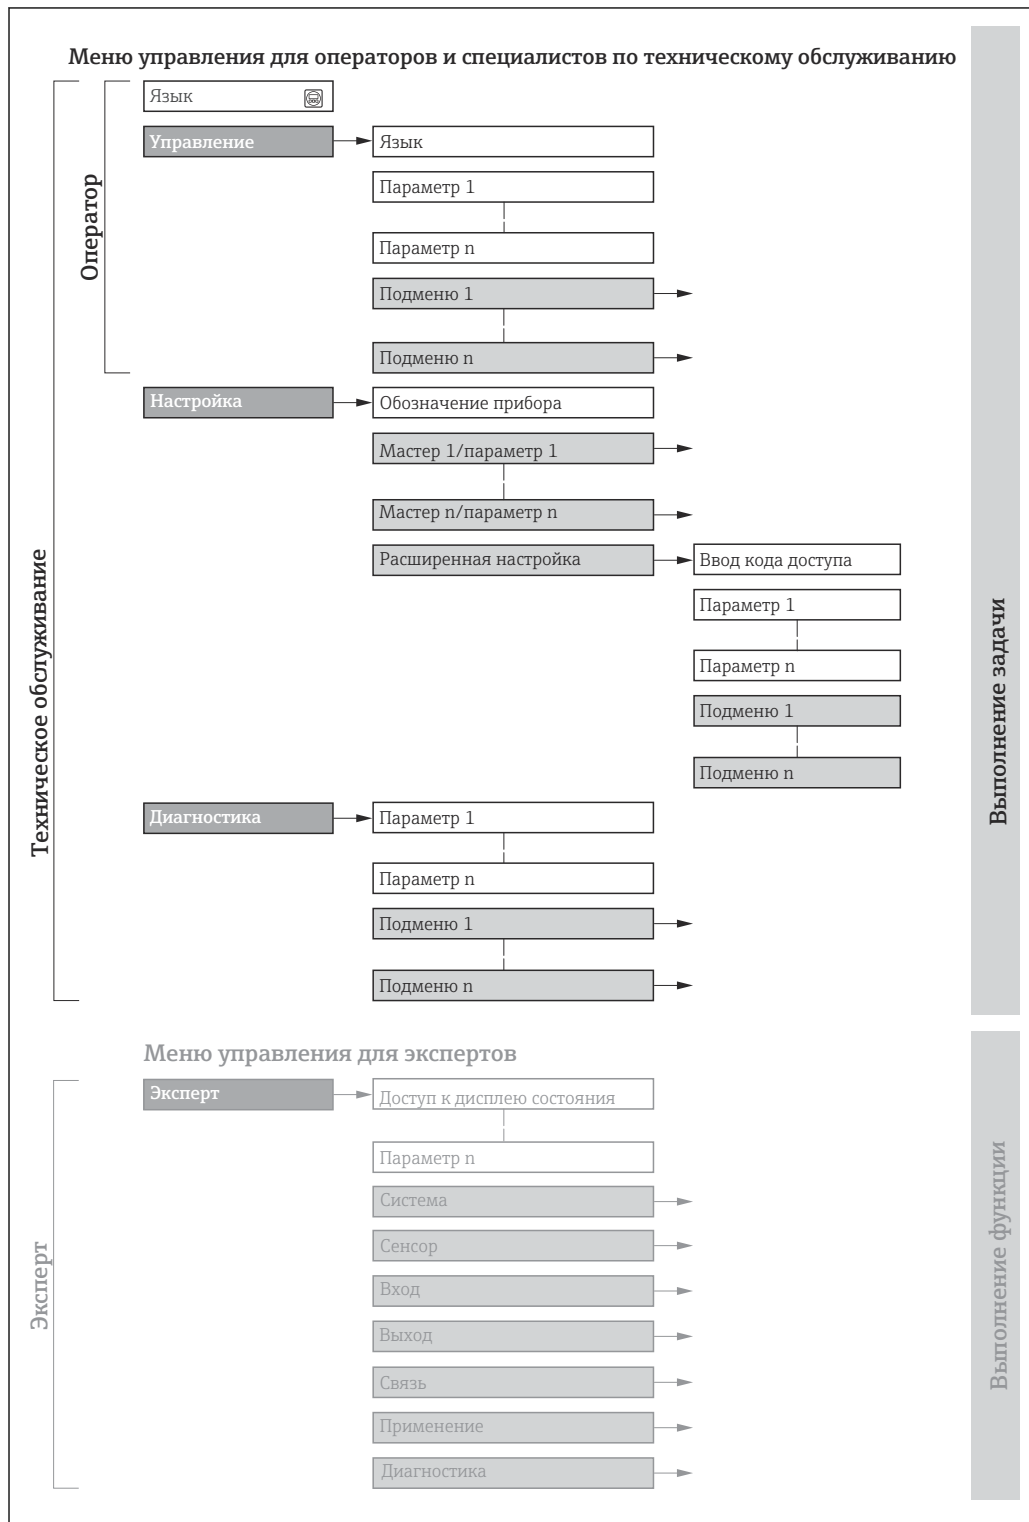 Меню управления для операторов и специалистов по техническому обслуживанию
Оператор
Техническое обслуживание
Выполнение задачи
Язык
Управление
Язык
Параметр 1
Параметр n
Подменю 1
Подменю n
Настройка
Обозначение прибора
Мастер 1/параметр 1
Мастер n/параметр n
Расширенная настройка
Ввод кода доступа
Параметр 1
Параметр n
Подменю 1
Подменю n
Диагностика
Параметр 1
Параметр n
Подменю 1
Подменю n
Меню управления для экспертов
Эксперт
Выполнение функции
Эксперт
Доступ к дисплею состояния
Параметр n
Система
Сенсор
Вход
Выход
Связь
Применение
Диагностика